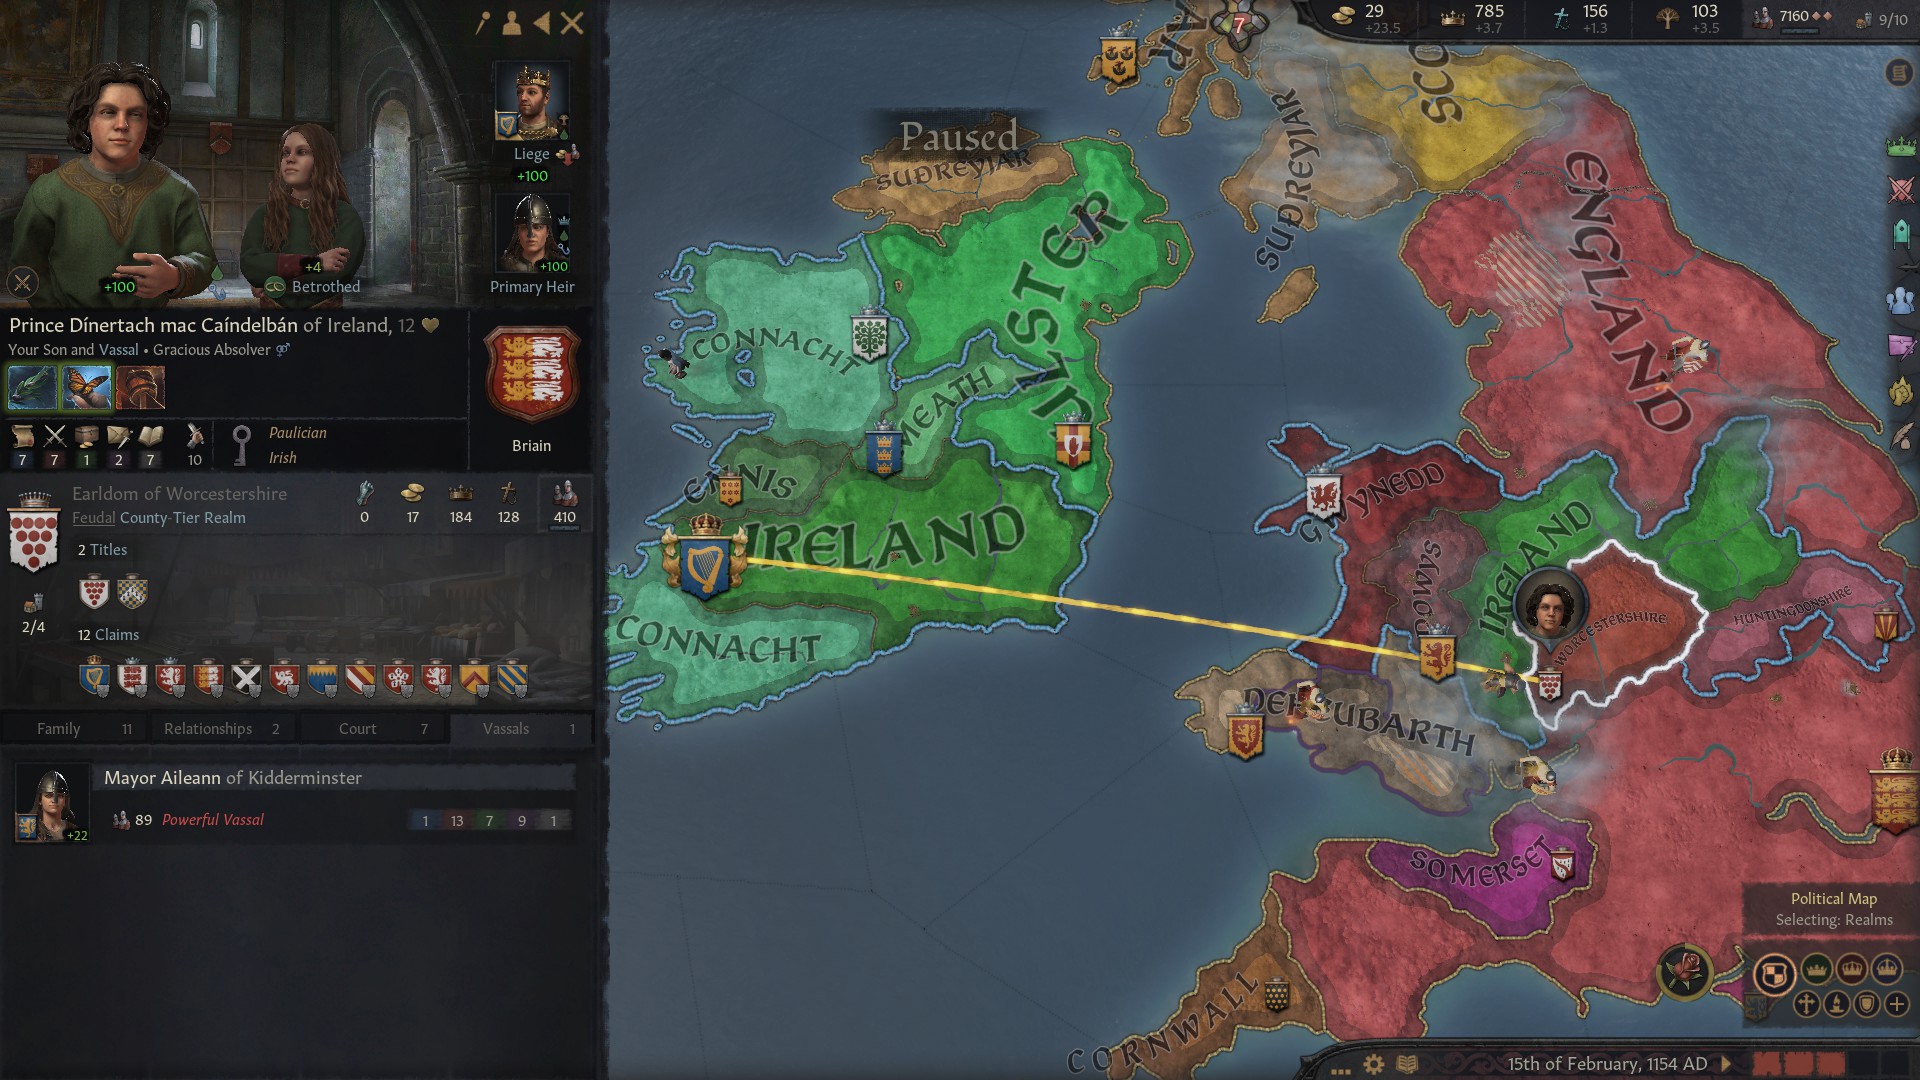 29
+23.5
785
+3.7
156
+1.3
103
+3.5
7160
9/10
7
Liege
+100
+100
Primary Heir
+100
+4
Betrothed
Prince Dínertach mac Caíndelbán of Ireland, 12
Your Son and Vassal • Gracious Absolver
7 7 1 2 7 10
Paulician
Irish
Briain
Earldom of Worcestershire
Feudal County-Tier Realm
0 17 184 128 410
2 Titles
2/4
12 Claims
Family 11
Relationships 2
Court 7
Vassals 1
Mayor Aileann of Kidderminster
+22
89 Powerful Vassal
1 13 7 9 1
Paused
SUÐREYJAR
SUÐREYJAR
SCO
ENGLAND
ULSTER
CONNACHT
MEATH
ENNIS
IRELAND
CONNACHT
GWYNEDD
POWYS
IRELAND
WORCESTERSHIRE
HUNTINGDONSHIRE
DEHEUBARTH
SOMERSET
CORNWALL
Political Map
Selecting: Realms
15th of February, 1154 AD